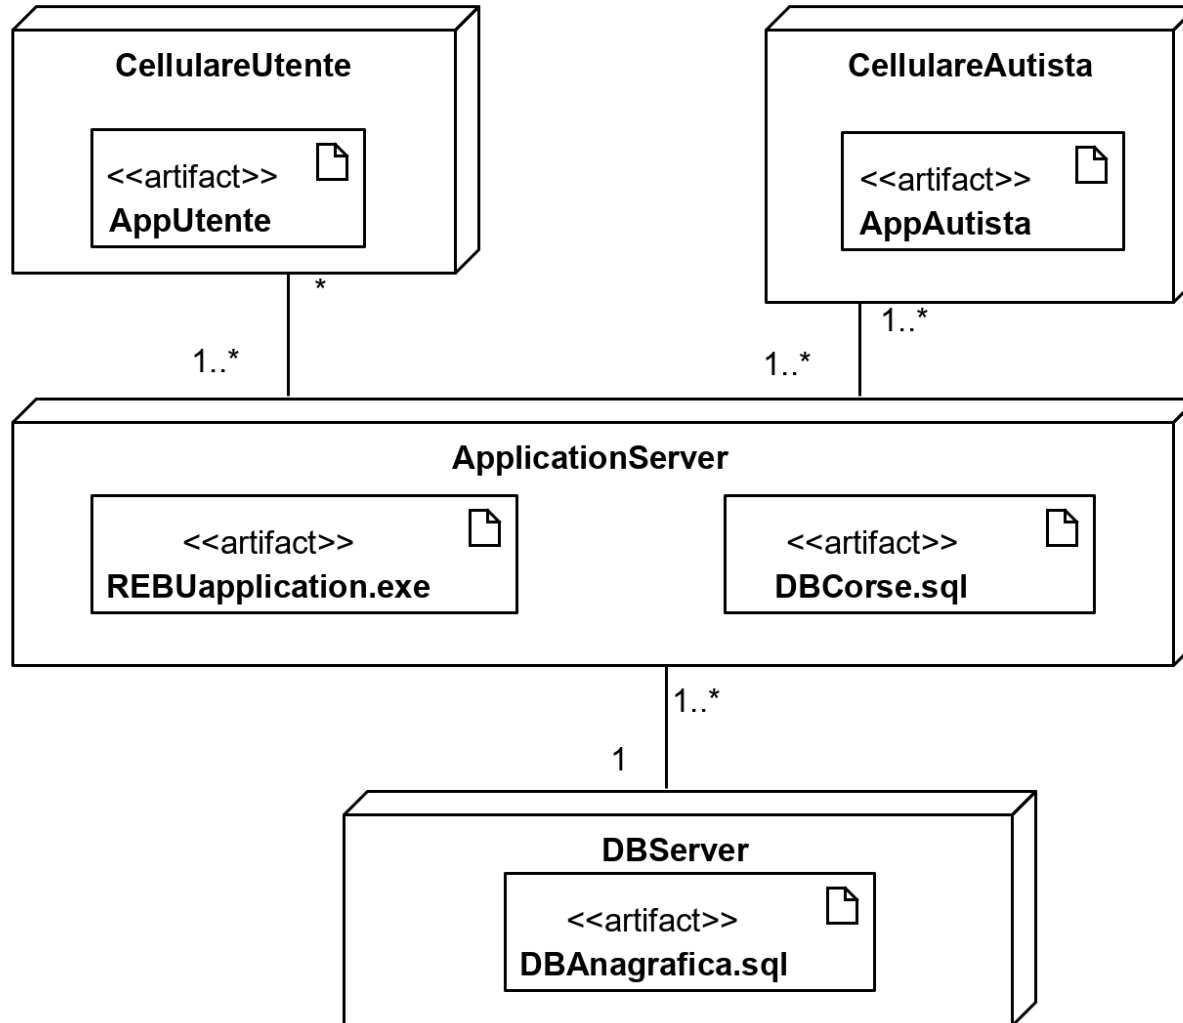 CellulareUtente
<<artifact>>
AppUtente
CellulareAutista
<<artifact>>
AppAutista
*
1..*
1..*
1..*
ApplicationServer
<<artifact>>
REBUapplication.exe
<<artifact>>
DBCorse.sql
1..*
1
DBServer
<<artifact>>
DBAnagrafica.sql